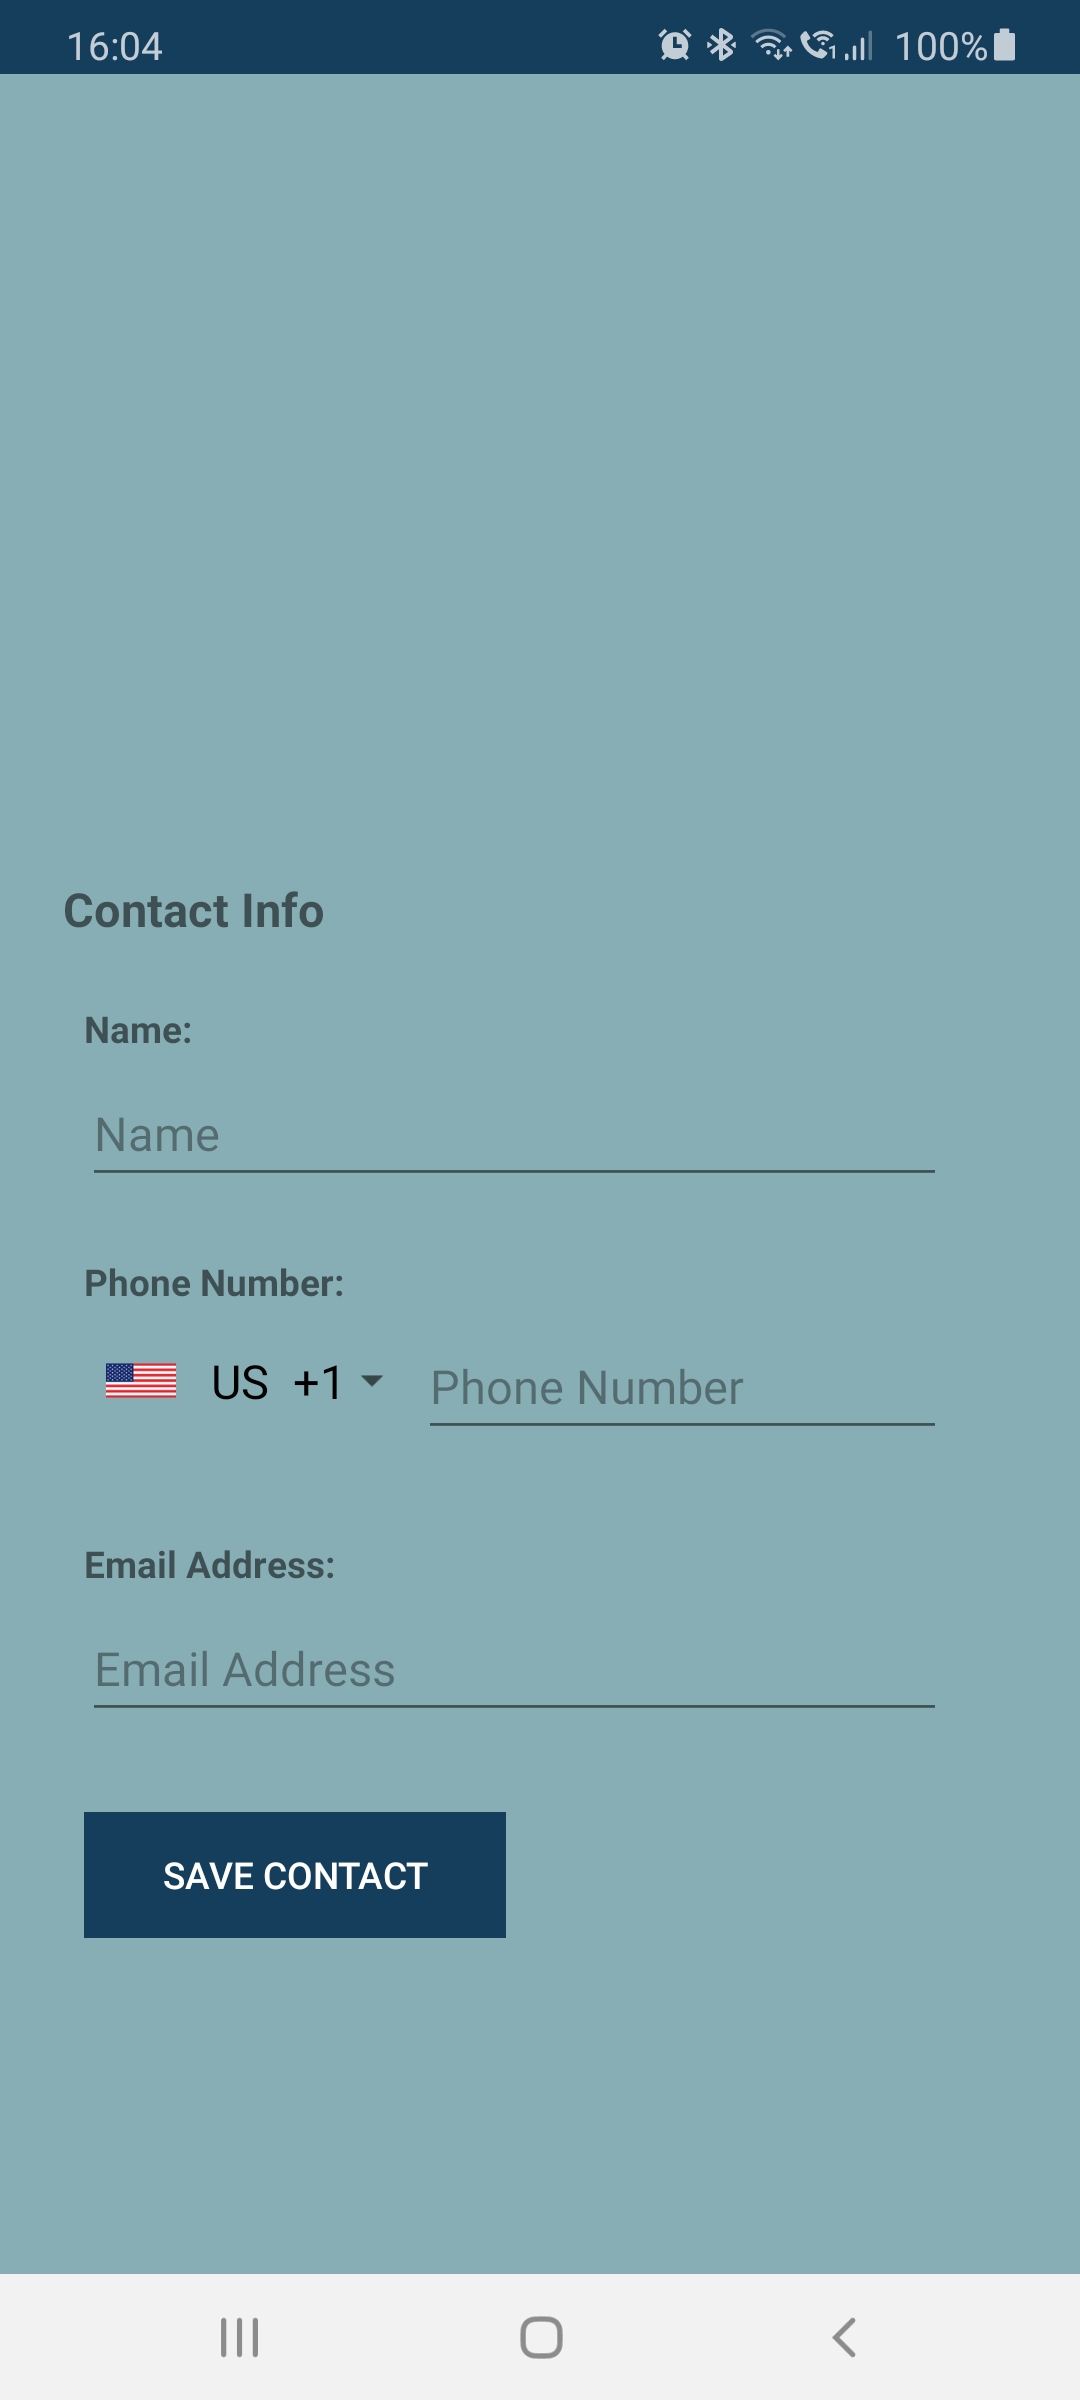 16:04 100%
Contact Info
Name:
Name
Phone Number:
US +1 Phone Number
Email Address:
Email Address
SAVE CONTACT